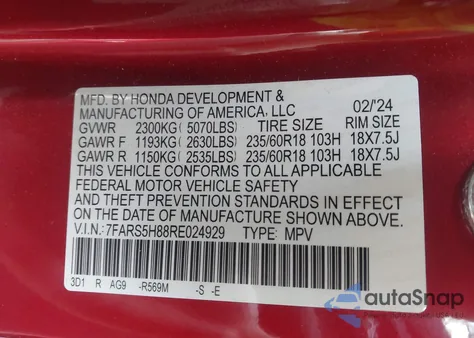 MFD. BY HONDA DEVELOPMENT &
MANUFACTURING OF AMERICA, LLC 02/'24
GVWR 2300KG (5070LBS) TIRE SIZE RIM SIZE
GAWR F 1193KG (2630LBS) 235/60R18 103H 18X7.5J
GAWR R 1150KG (2535LBS) 235/60R18 103H 18X7.5J
THIS VEHICLE CONFORMS TO ALL APPLICABLE
FEDERAL MOTOR VEHICLE SAFETY
AND THEFT PREVENTION STANDARDS IN EFFECT
ON THE DATE OF MANUFACTURE SHOWN ABOVE.
V.I.N.: 7FARS5H88RE024929 TYPE: MPV
3D1 R AG9 -R569M -S -E
autoSnap